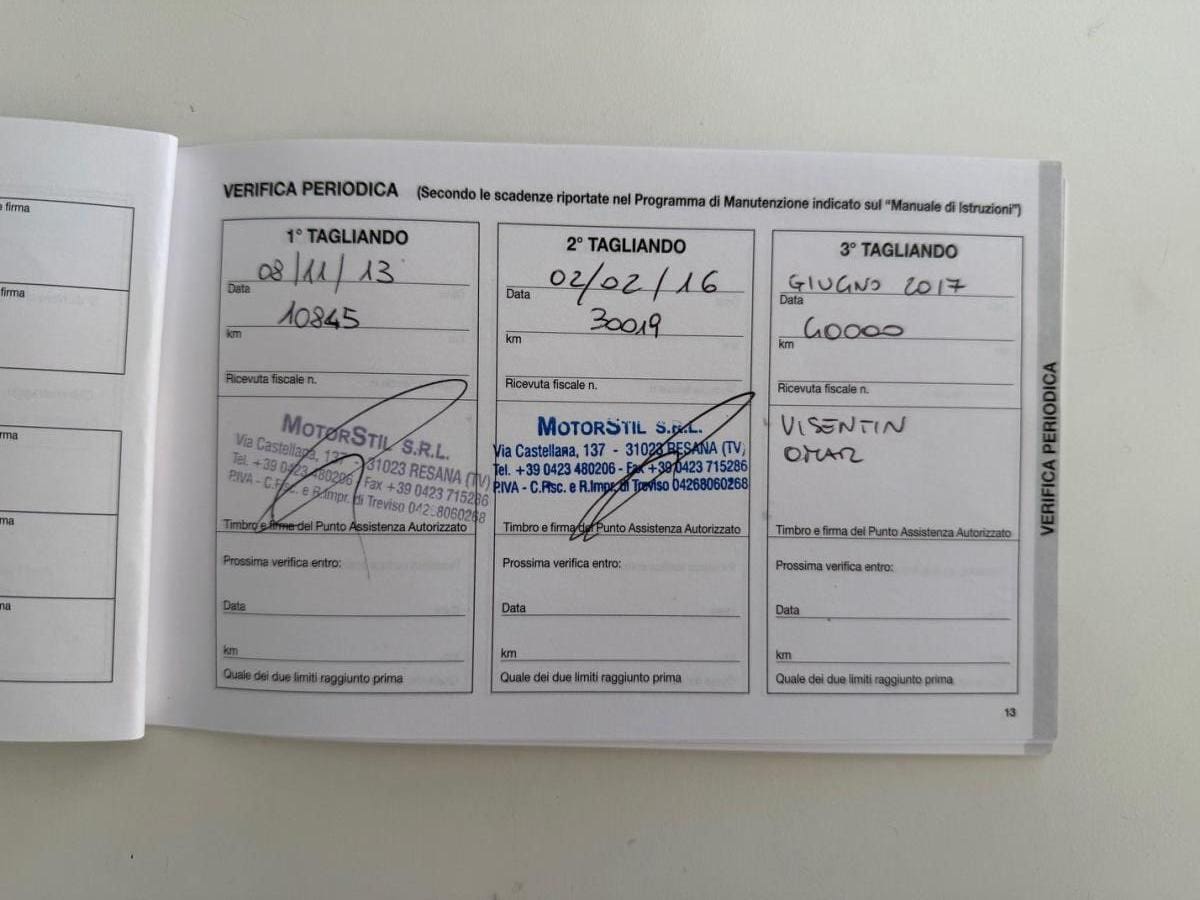 e firma
firma
rma
ma
na
VERIFICA PERIODICA (Secondo le scadenze riportate nel Programma di Manutenzione indicato sul "Manuale di Istruzioni")
1° TAGLIANDO
08/11/13
Data
10845
km
Ricevuta fiscale n.
MOTORSTIL S.R.L.
Via Castellana, 137 - 31023 RESANA (TV)
Tel. +39 0423 480206 - Fax +39 0423 715286
P.IVA - C.Fisc. e R.Impr. di Treviso 04268060268
Timbro e firma del Punto Assistenza Autorizzato
Prossima verifica entro:
Data
km
Quale dei due limiti raggiunto prima
2° TAGLIANDO
02/02/16
Data
30019
km
Ricevuta fiscale n.
MOTORSTIL S.R.L.
Via Castellana, 137 - 31023 RESANA (TV)
Tel. +39 0423 480206 - Fax +39 0423 715286
P.IVA - C.Fisc. e R.Impr. di Treviso 04268060268
Timbro e firma del Punto Assistenza Autorizzato
Prossima verifica entro:
Data
km
Quale dei due limiti raggiunto prima
3° TAGLIANDO
GIUGNO 2017
Data
40000
km
Ricevuta fiscale n.
VISENTIN
OMAR
Timbro e firma del Punto Assistenza Autorizzato
Prossima verifica entro:
Data
km
Quale dei due limiti raggiunto prima
VERIFICA PERIODICA
13